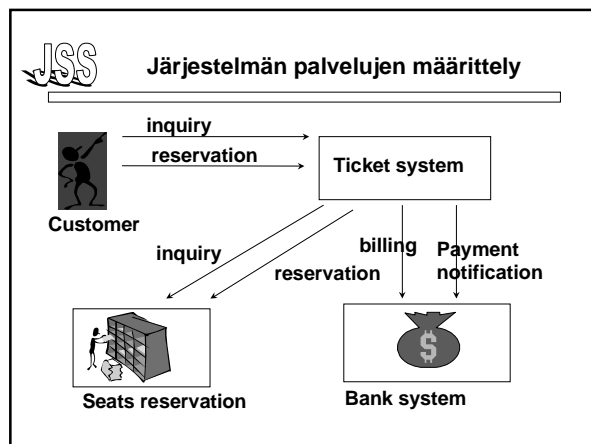 JSS
Järjestelmän palvelujen määrittely
inquiry
reservation
Ticket system
Customer
inquiry
reservation
billing
Payment
notification
$
Seats reservation
Bank system